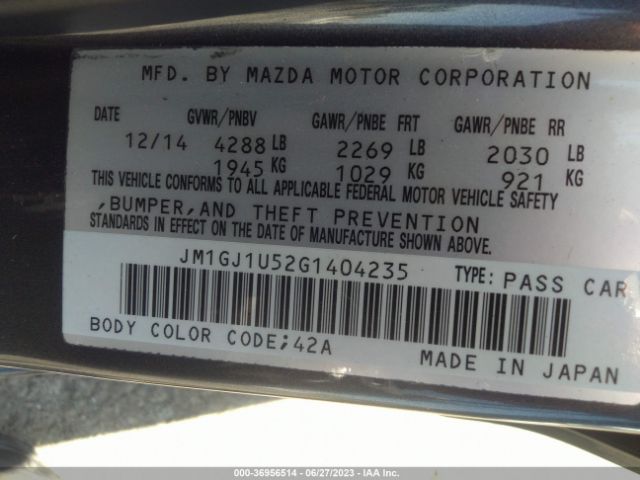 MFD. BY MAZDA MOTOR CORPORATION
DATE GVWR/PNBV GAWR/PNBE FRT GAWR/PNBE RR
12/14 4288 LB 2269 LB 2030 LB
1945 KG 1029 KG 921 KG
THIS VEHICLE CONFORMS TO ALL APPLICABLE FEDERAL MOTOR VEHICLE SAFETY
,BUMPER,AND THEFT PREVENTION
STANDARDS IN EFFECT ON THE DATE OF MANUFACTURE SHOWN ABOVE.
JM1GJ1U52G1404235 TYPE: PASS CAR
BODY COLOR CODE;42A
MADE IN JAPAN
000-36956514 - 06/27/2023 - IAA Inc.